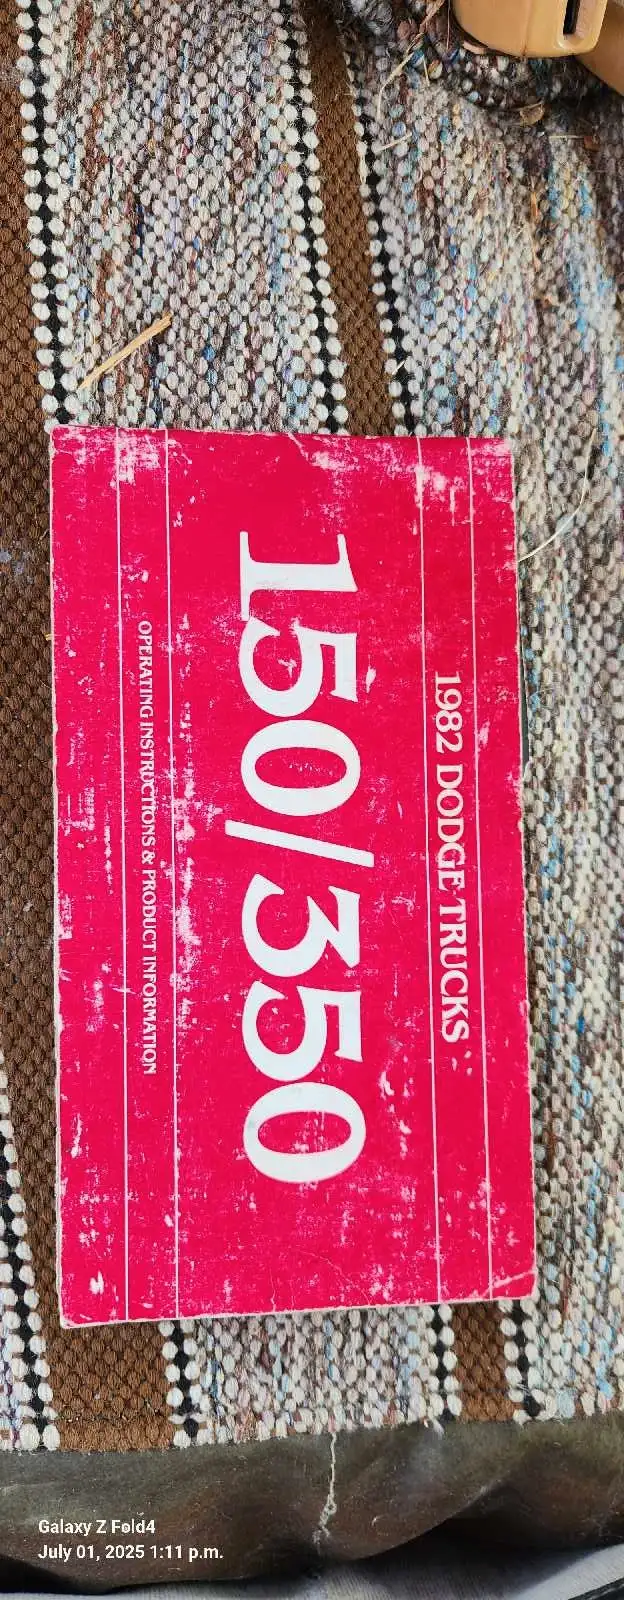 1982 DODGE TRUCKS
150/350
OPERATING INSTRUCTIONS & PRODUCT INFORMATION
Galaxy Z Fold4
July 01, 2025 1:11 p.m.